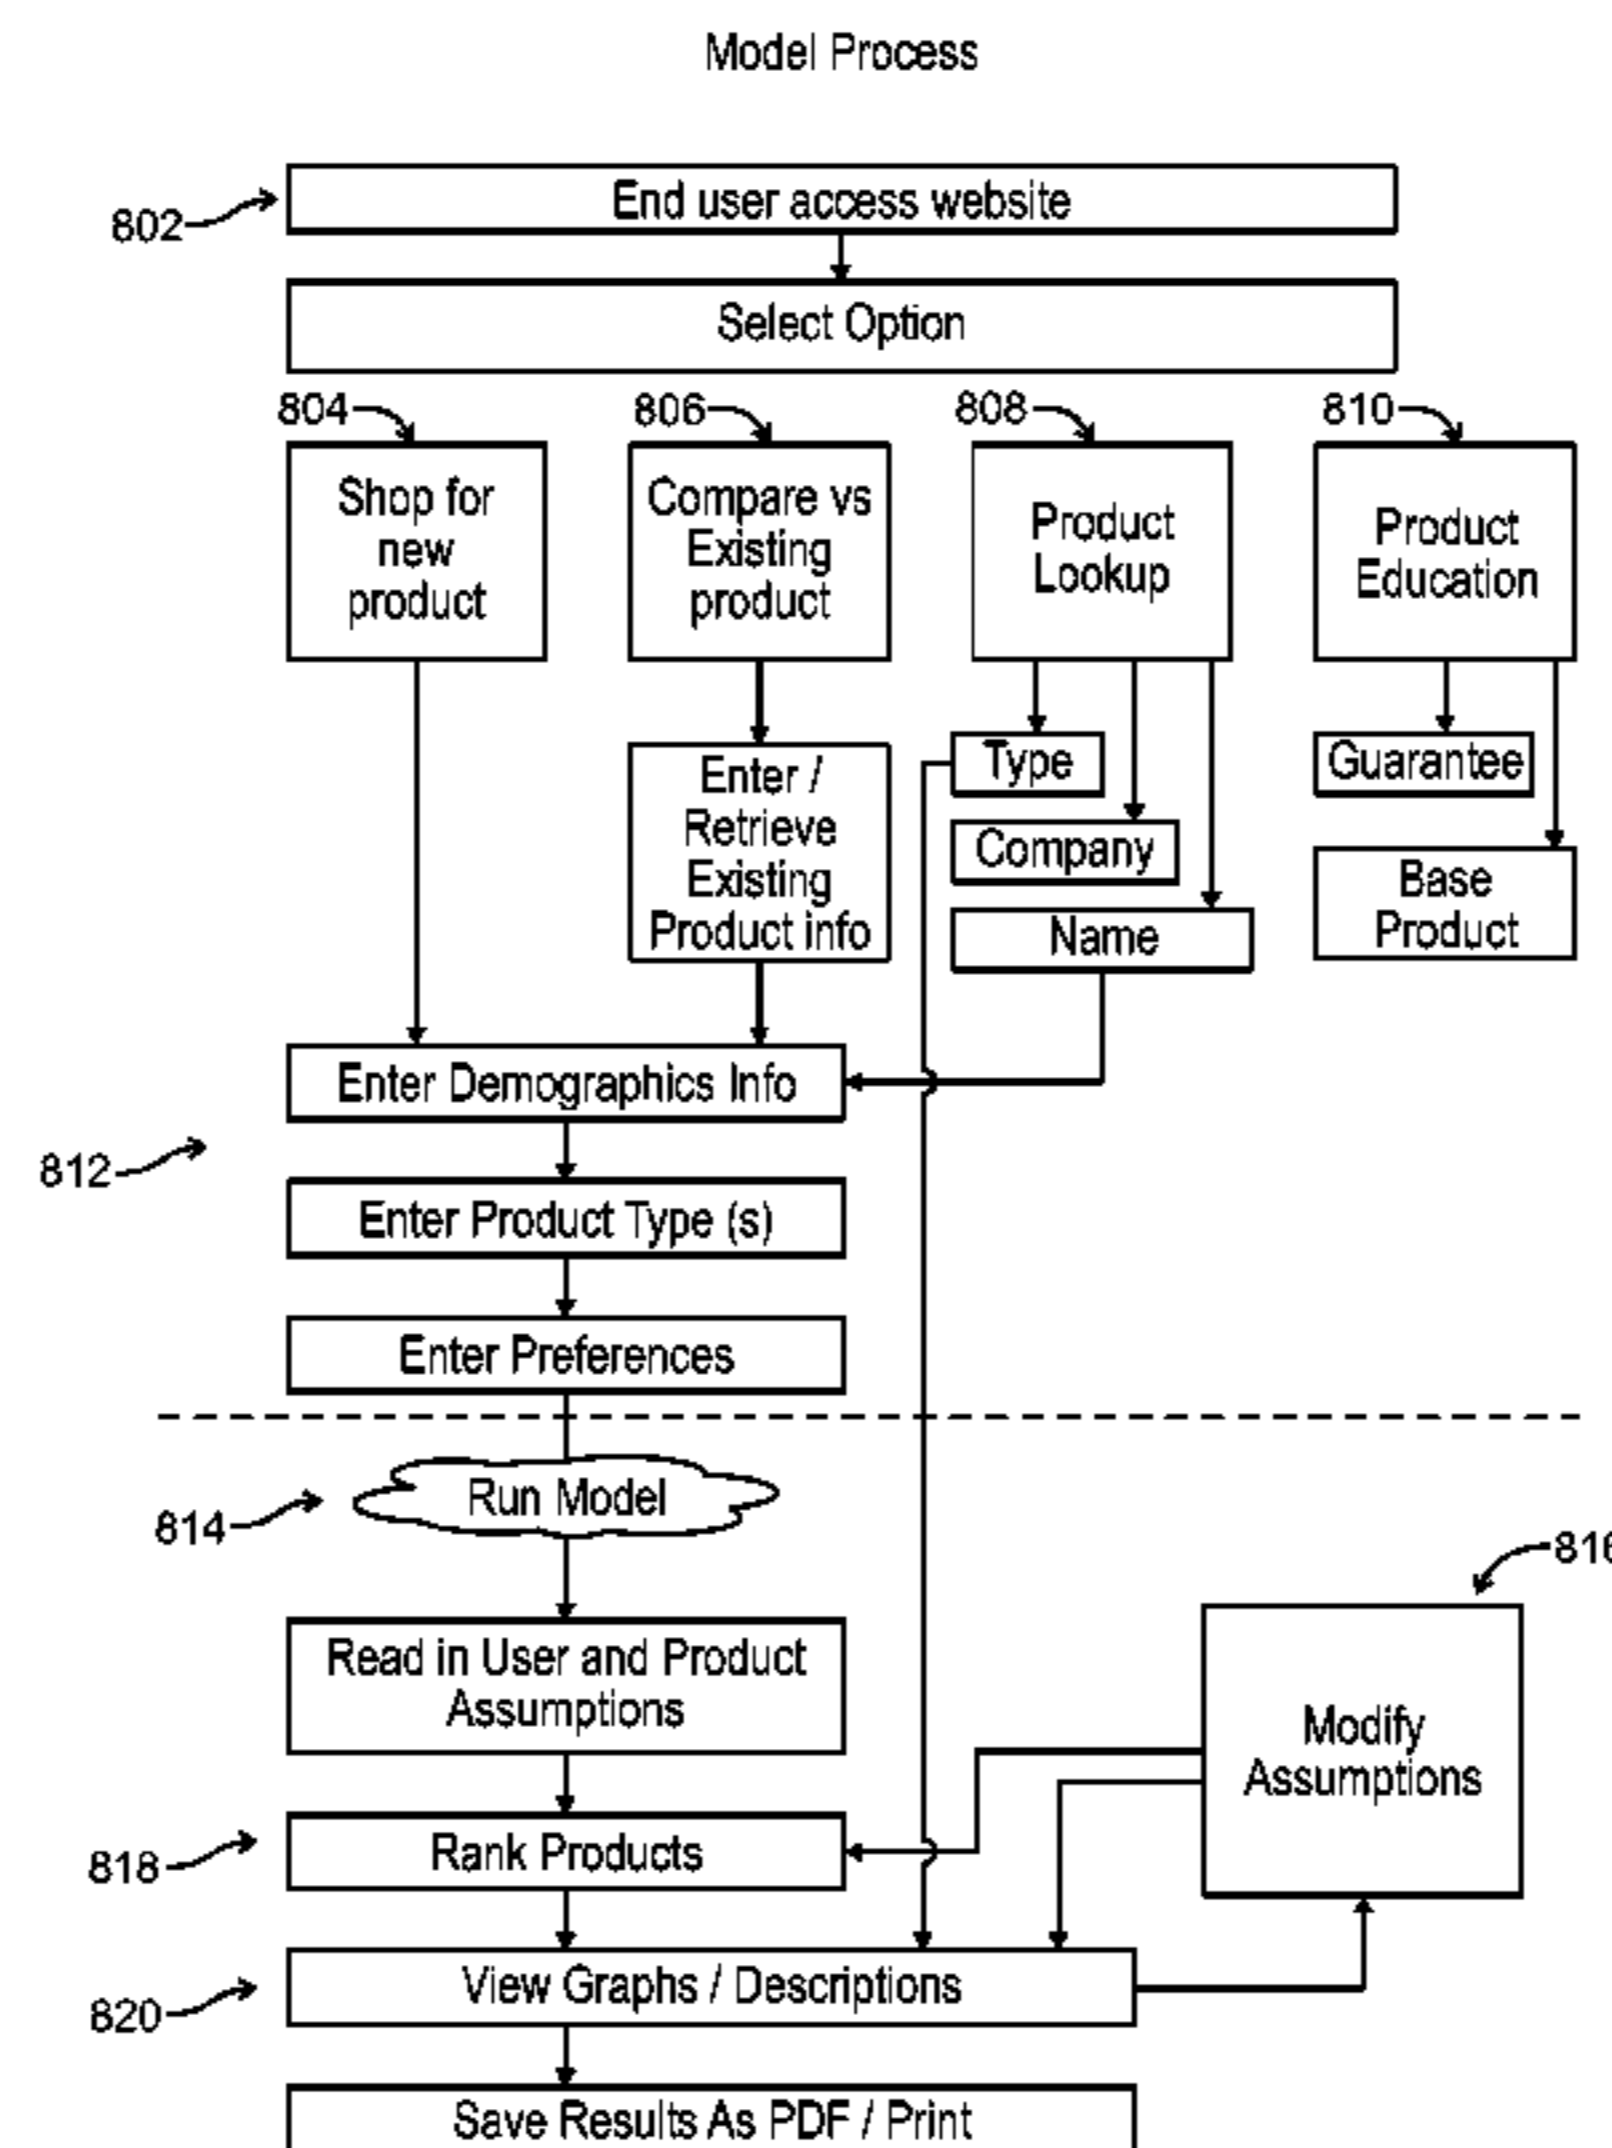 Model Process
802
End user access website
Select Option
804
806
808
810
Shop for
new
product
Compare vs
Existing
product
Product
Lookup
Product
Education
Enter /
Retrieve
Existing
Product info
Type
Company
Name
Guarantee
Base
Product
Enter Demographics Info
812
Enter Product Type (s)
Enter Preferences
814
Run Model
816
Read in User and Product
Assumptions
Modify
Assumptions
818
Rank Products
820
View Graphs / Descriptions
Save Results As PDF / Print